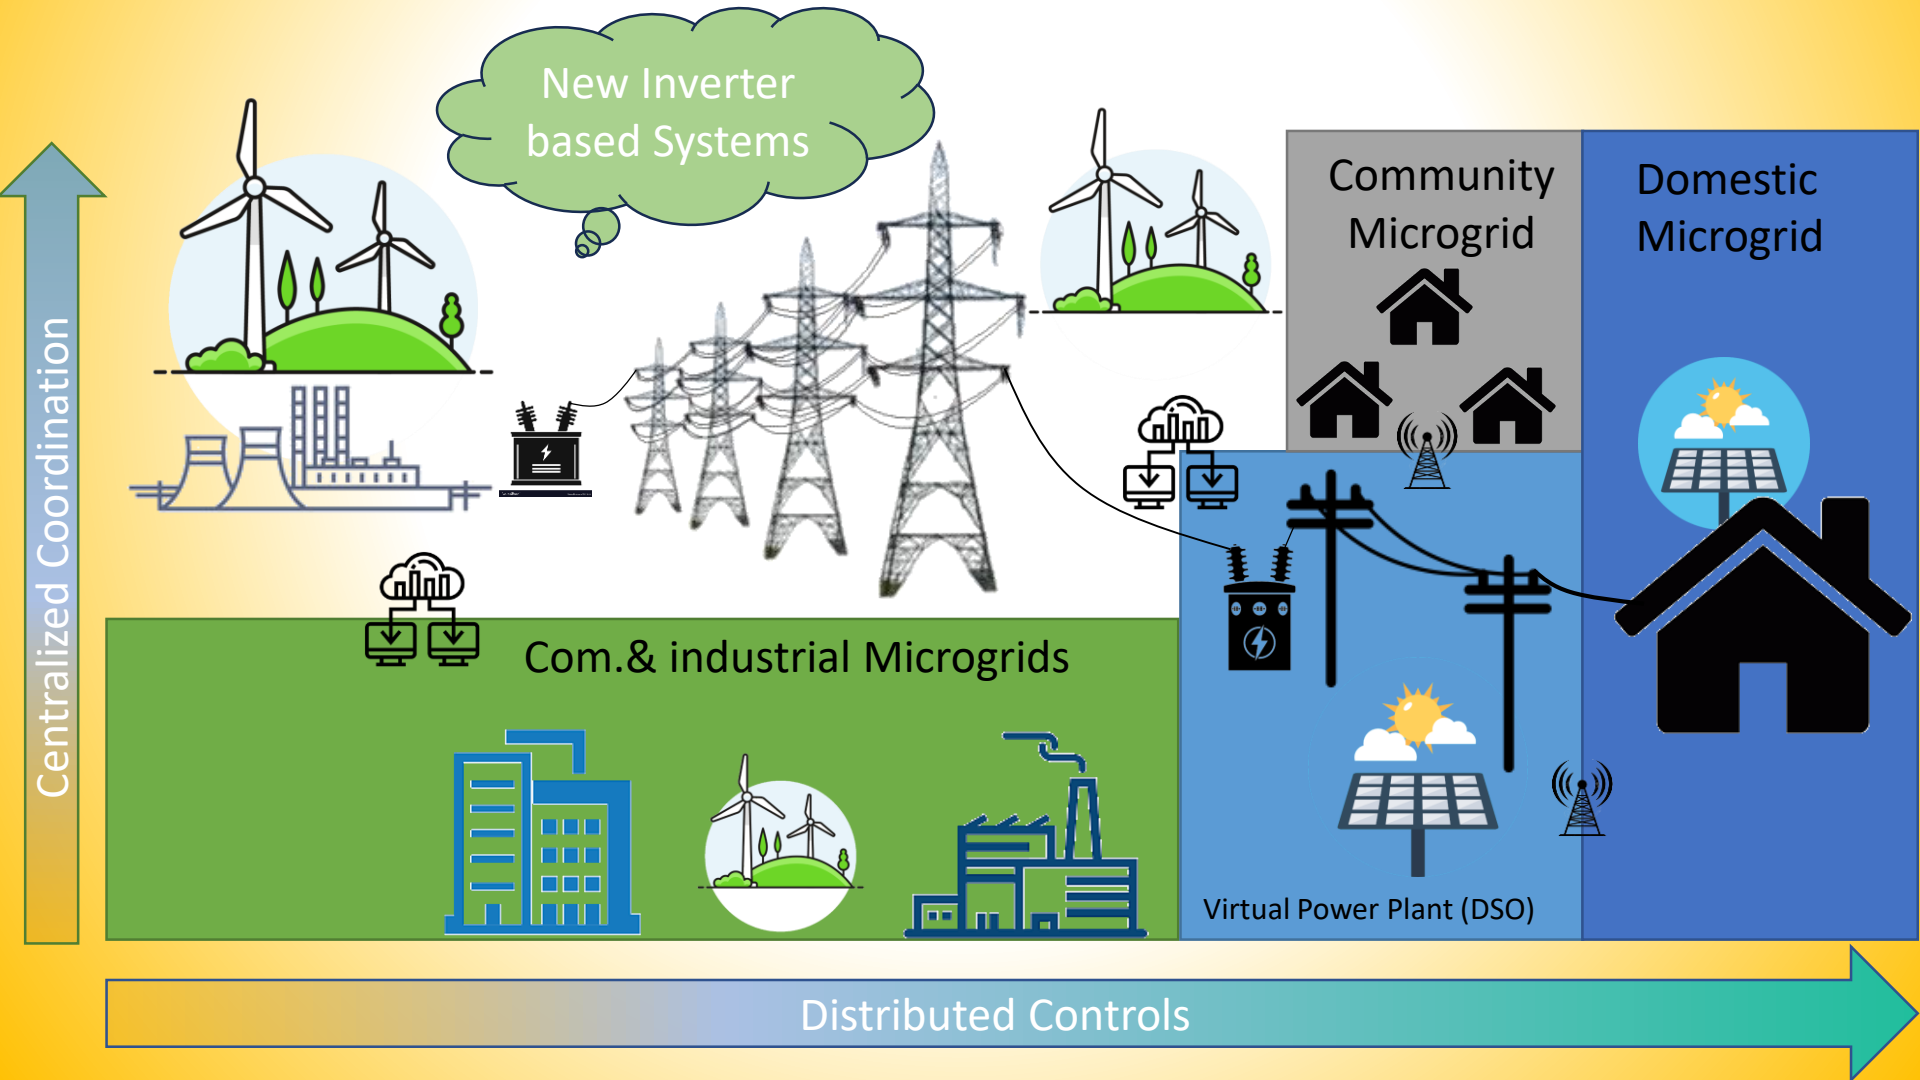 New Inverter
based Systems
Community
Microgrid
Domestic
Microgrid
Centralized Coordination
Com.& industrial Microgrids
Virtual Power Plant (DSO)
Distributed Controls